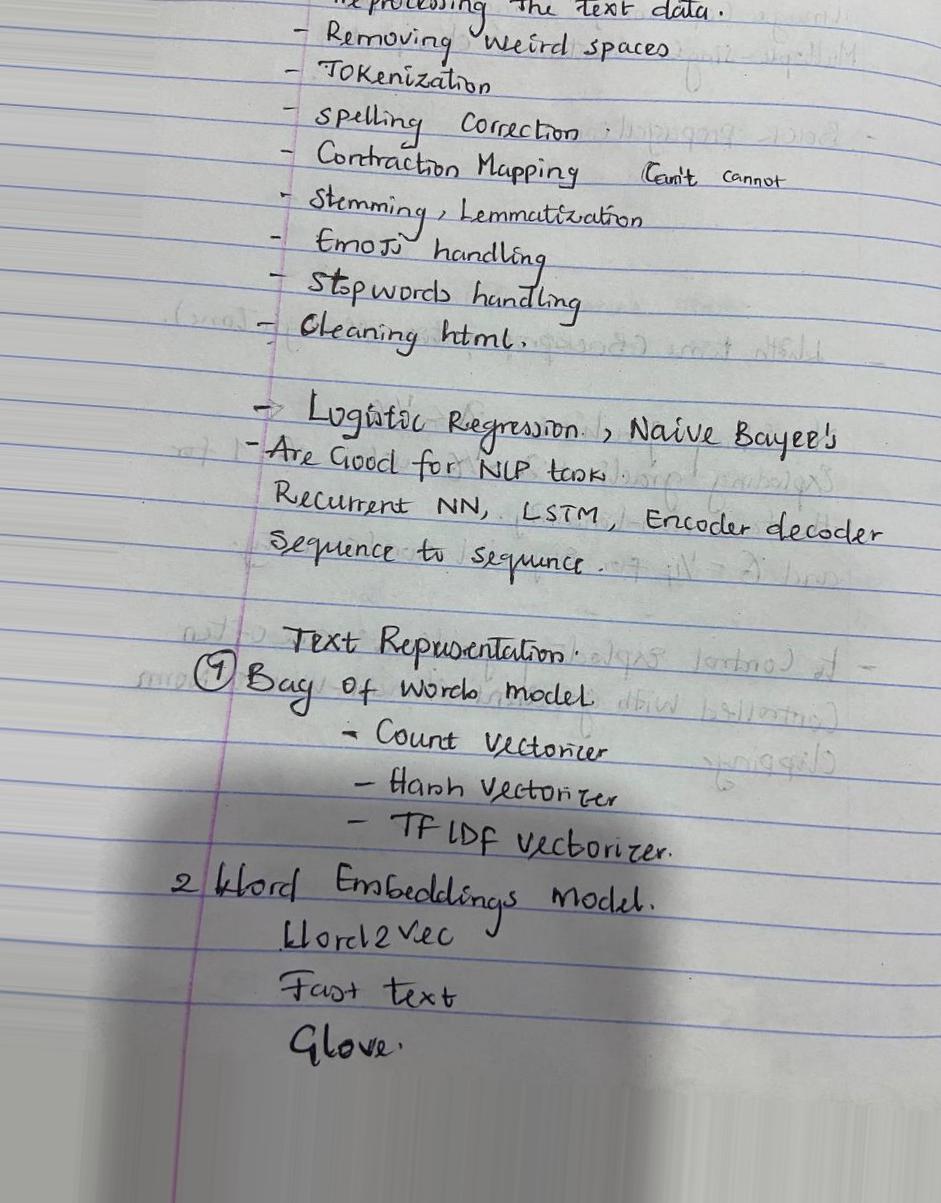 Preprocessing the text data.
- Removing weird spaces
- Tokenization
- spelling correction.
- Contraction Mapping Can't cannot
- Stemming, Lemmatization
- Emoji handling
- Stopwords handling
- Cleaning html.
-> Logistic Regression, Naive Bayee's
- Are Good for NLP task.
Recurrent NN, LSTM, Encoder decoder
Sequence to sequence.
Text Representation.
① Bag of words model
- Count vectorizer
- Hash vectorizer
- TF IDF vectorizer.
2 Word Embeddings model.
Word2vec
Fast text
Glove.